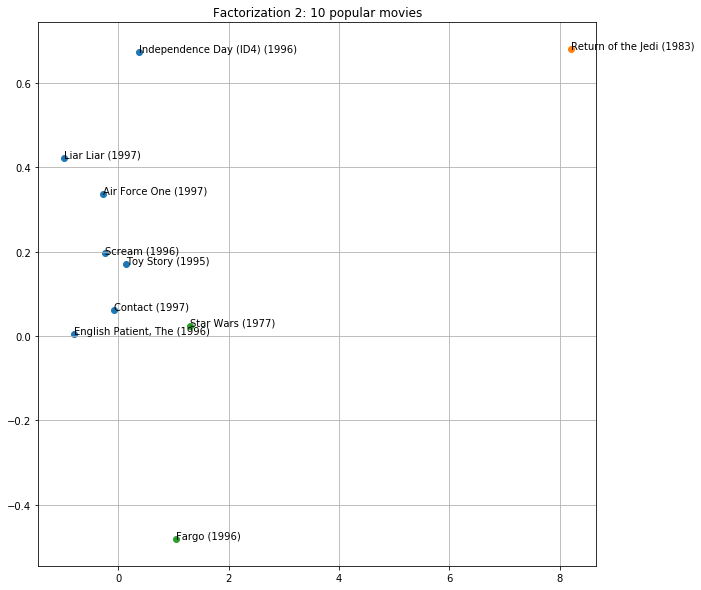 Factorization 2: 10 popular movies
Independence Day (ID4) (1996)
Return of the Jedi (1983)
0.6
Liar Liar (1997)
0.4
Air Force One (1997)
Scream (1996)
0.2
Toy Story (1995)
Contact (1997)
Star Wars (1977)
English Patient, The (1996)
0.0
−0.2
−0.4
Fargo (1996)
0 2 4 6 8